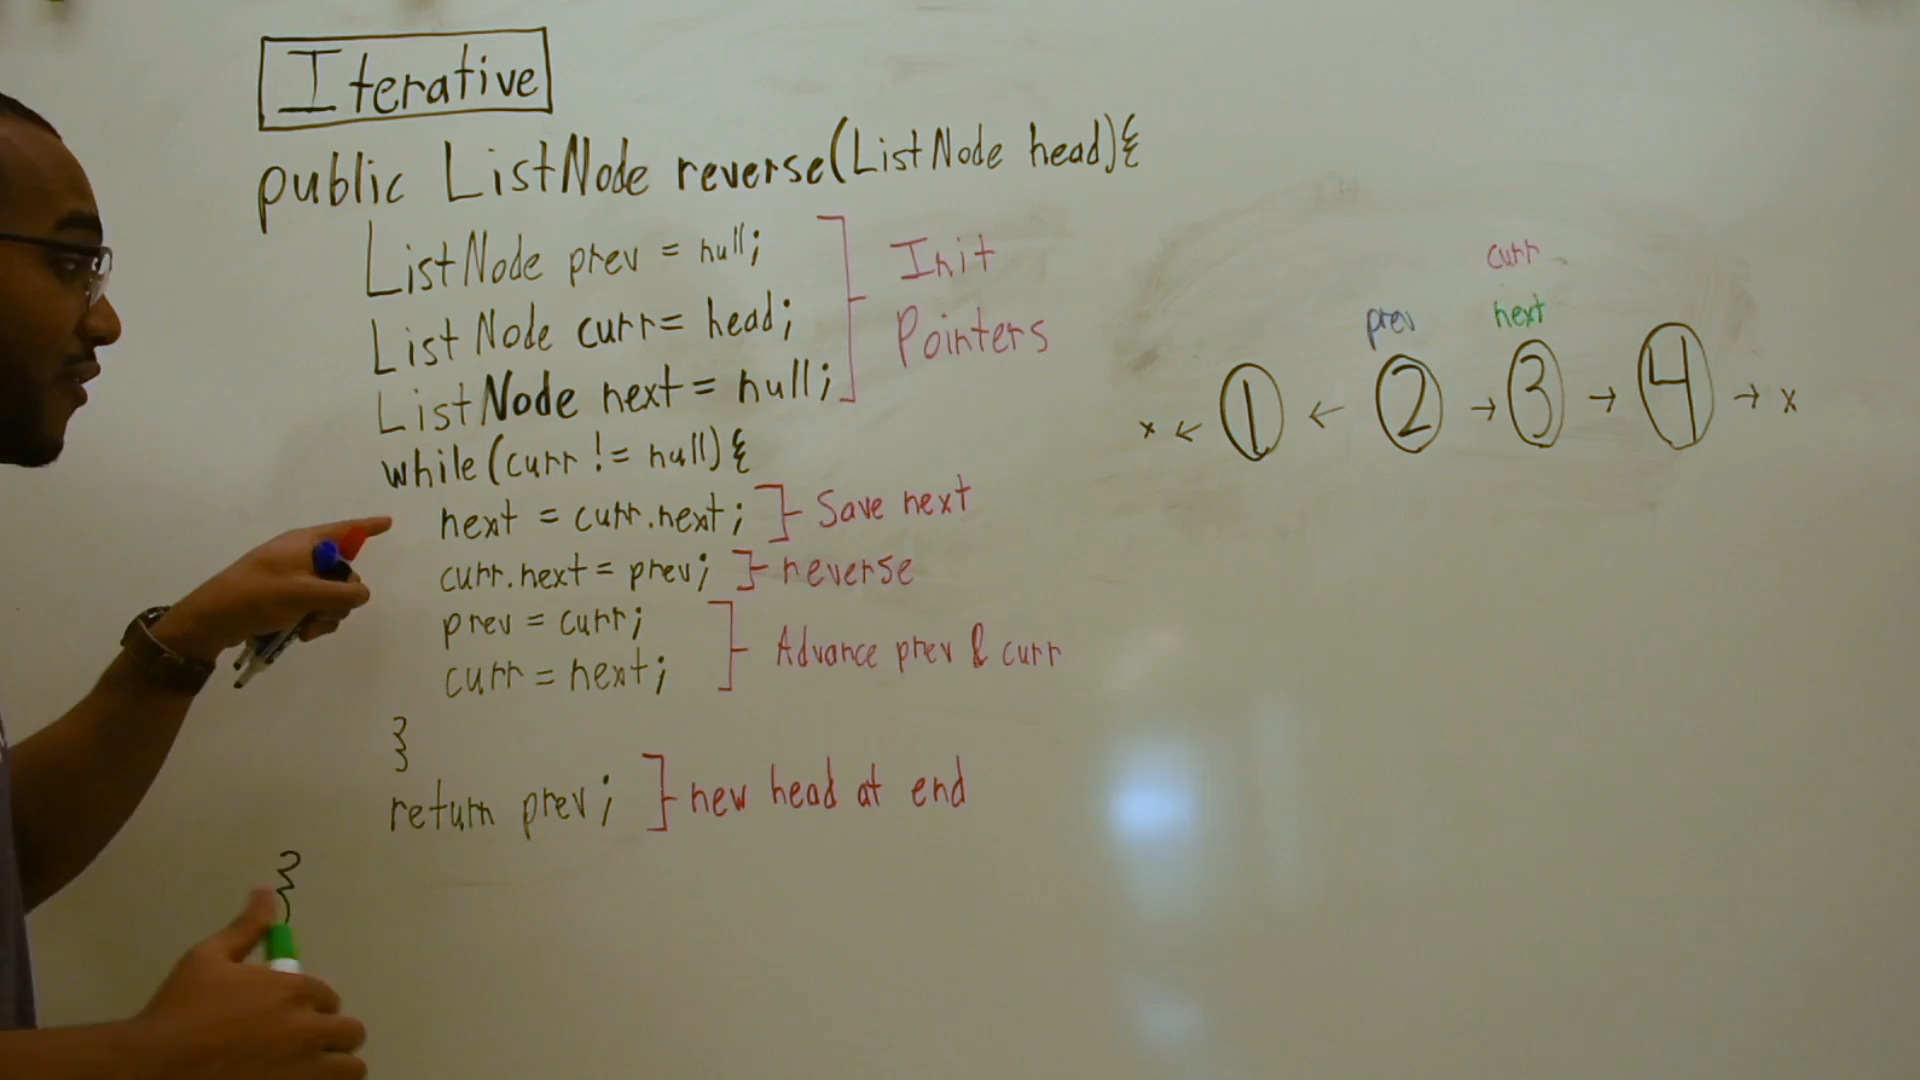 Iterative
public ListNode reverse(ListNode head){
ListNode prev = null;
ListNode curr = head;
ListNode next = null;
Init
Pointers
while(curr != null){
next = curr.next; Save next
curr.next = prev; reverse
prev = curr;
curr = next;
Advance prev & curr
}
return prev; new head at end
}
curr
prev next
x ← 1 ← 2 → 3 → 4 → x